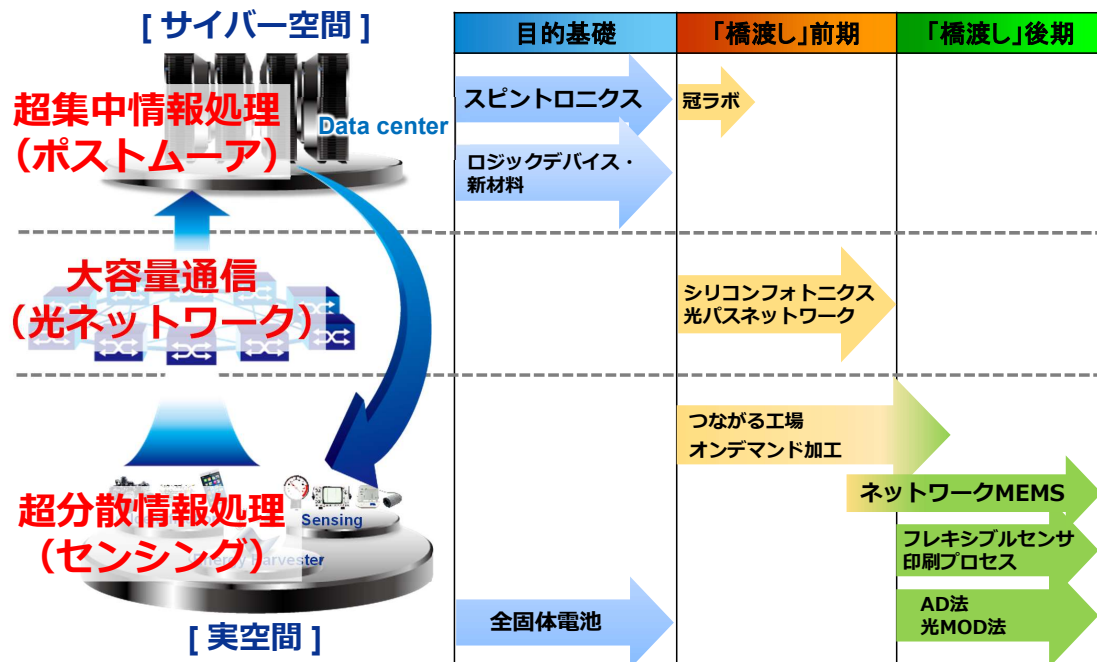 [ サイバー空間 ]
超集中情報処理
（ポストムーア）
Data center
大容量通信
（光ネットワーク）
超分散情報処理
（センシング）
Sensing
Energy Harvester
[ 実空間 ]
目的基礎
「橋渡し」前期
「橋渡し」後期
スピントロニクス
冠ラボ
ロジックデバイス・
新材料
シリコンフォトニクス
光パスネットワーク
つながる工場
オンデマンド加工
ネットワークMEMS
フレキシブルセンサ
印刷プロセス
全固体電池
AD法
光MOD法